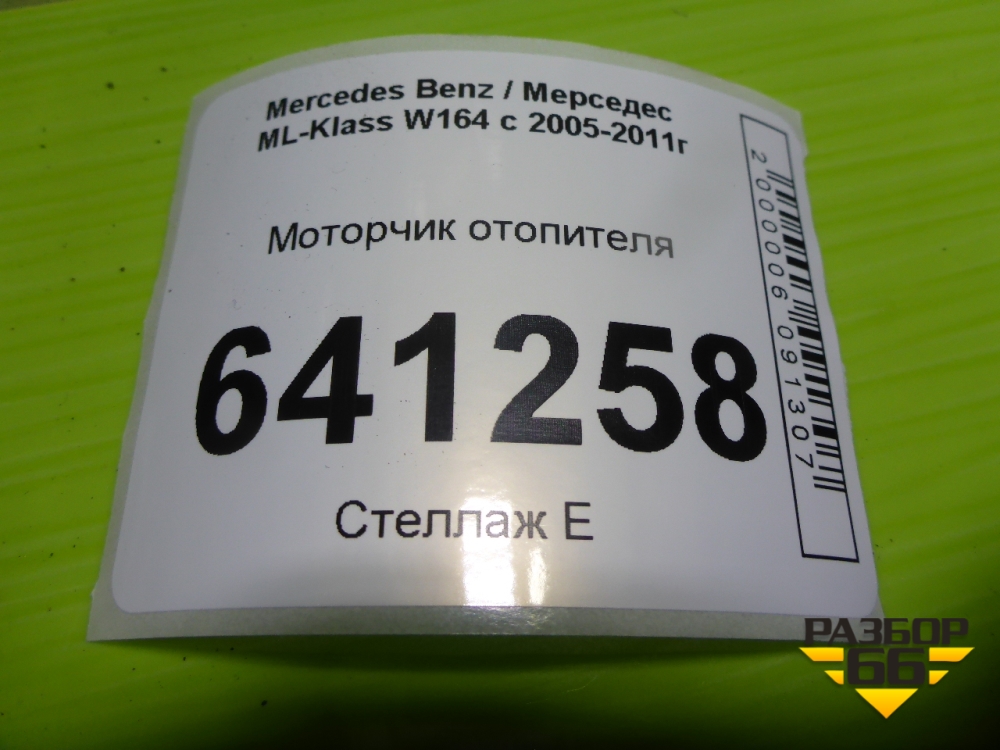 Mercedes Benz / Мерседес
ML-Klass W164 с 2005-2011г
Моторчик отопителя
641258
Стеллаж Е
2000006091307
РАЗБОР
66